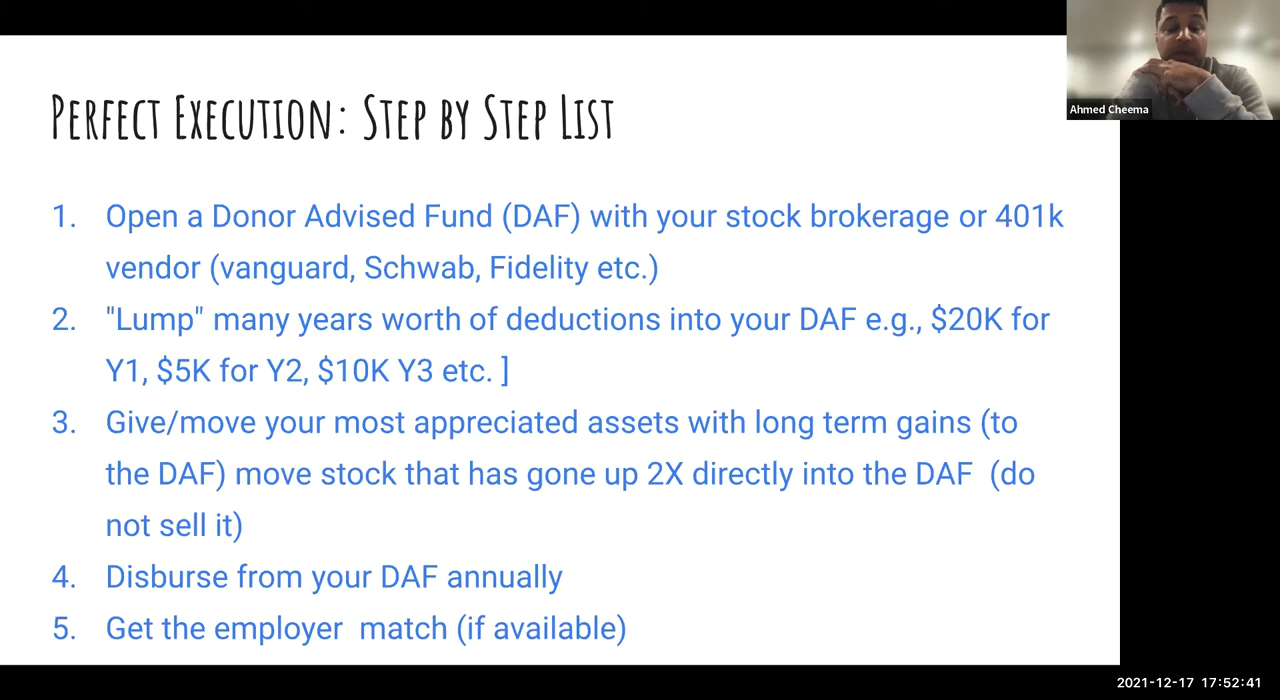 Perfect Execution: Step by Step List
Ahmed Cheema
1. Open a Donor Advised Fund (DAF) with your stock brokerage or 401k
vendor (vanguard, Schwab, Fidelity etc.)
2. "Lump" many years worth of deductions into your DAF e.g., $20K for
Y1, $5K for Y2, $10K Y3 etc. ]
3. Give/move your most appreciated assets with long term gains (to
the DAF) move stock that has gone up 2X directly into the DAF  (do
not sell it)
4. Disburse from your DAF annually
5. Get the employer  match (if available)
2021-12-17 17:52:41